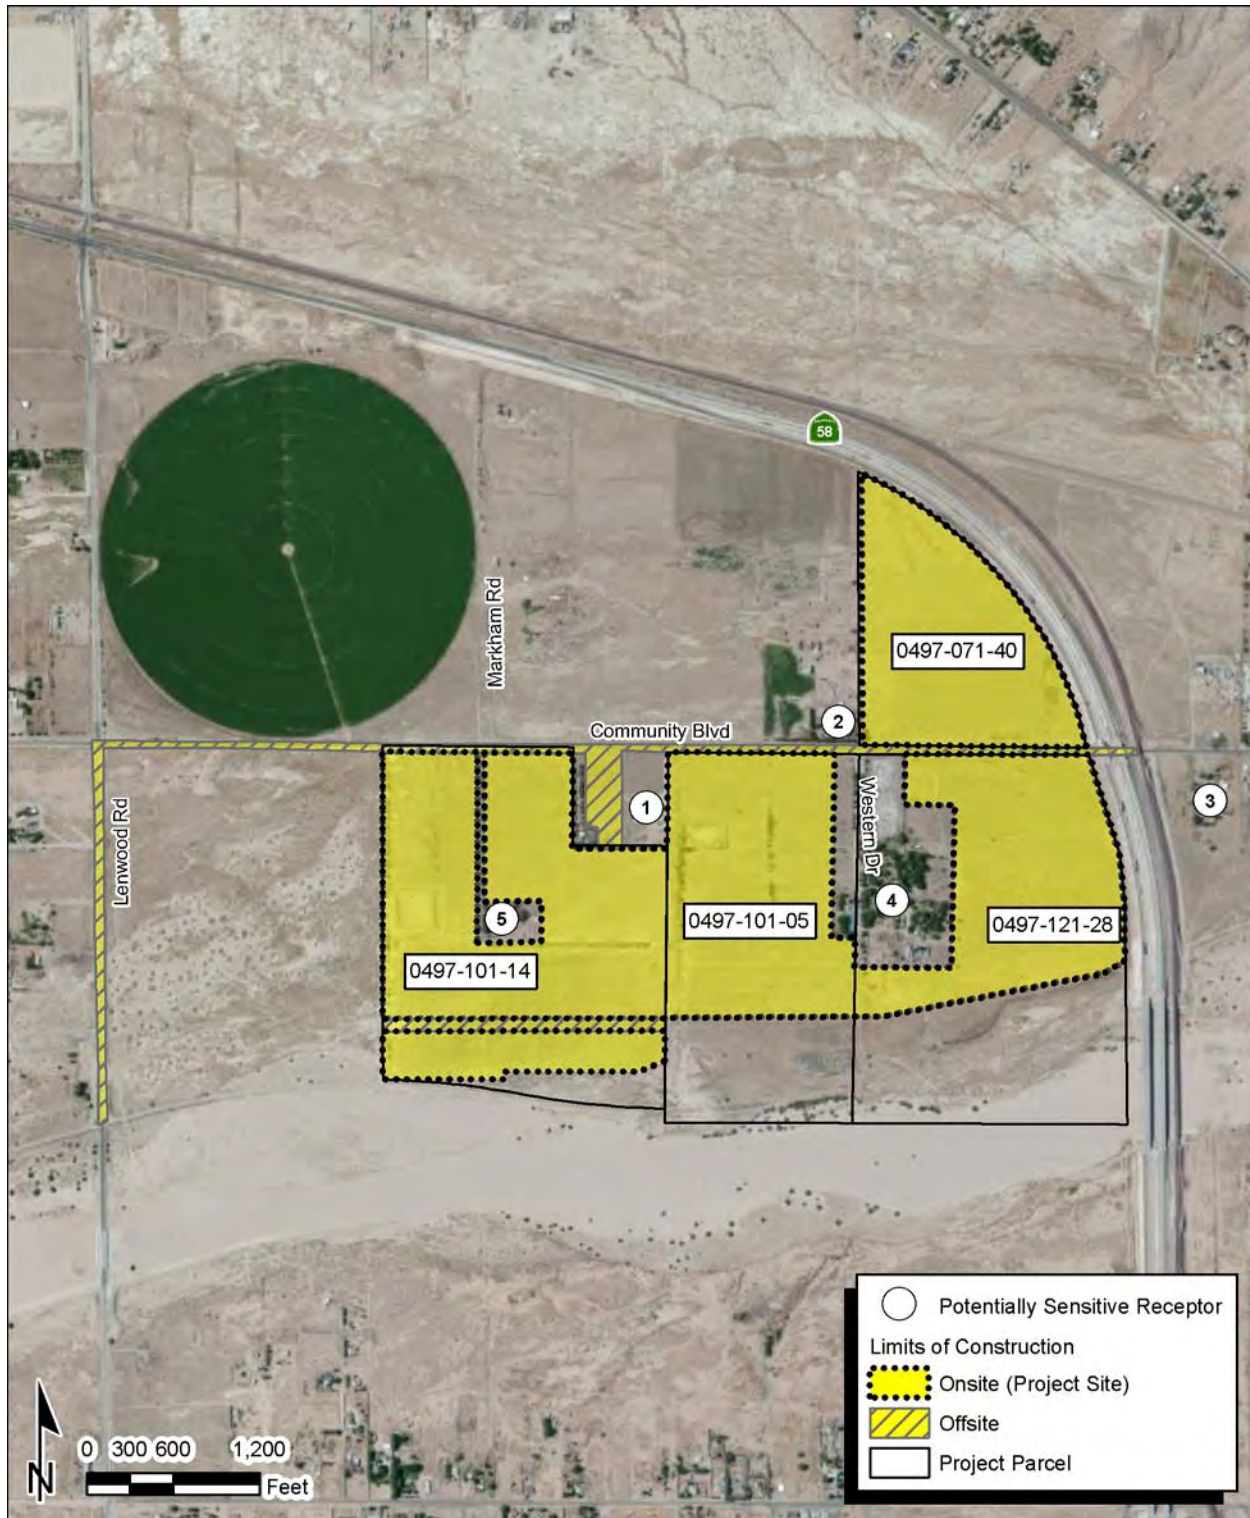 58
Markham Rd
0497-071-40
2
Community Blvd
1
Western Dr
3
Lenwood Rd
5
4
0497-101-05
0497-121-28
0497-101-14
Potentially Sensitive Receptor
Limits of Construction
Onsite (Project Site)
Offsite
Project Parcel
N
0 300 600 1,200
Feet